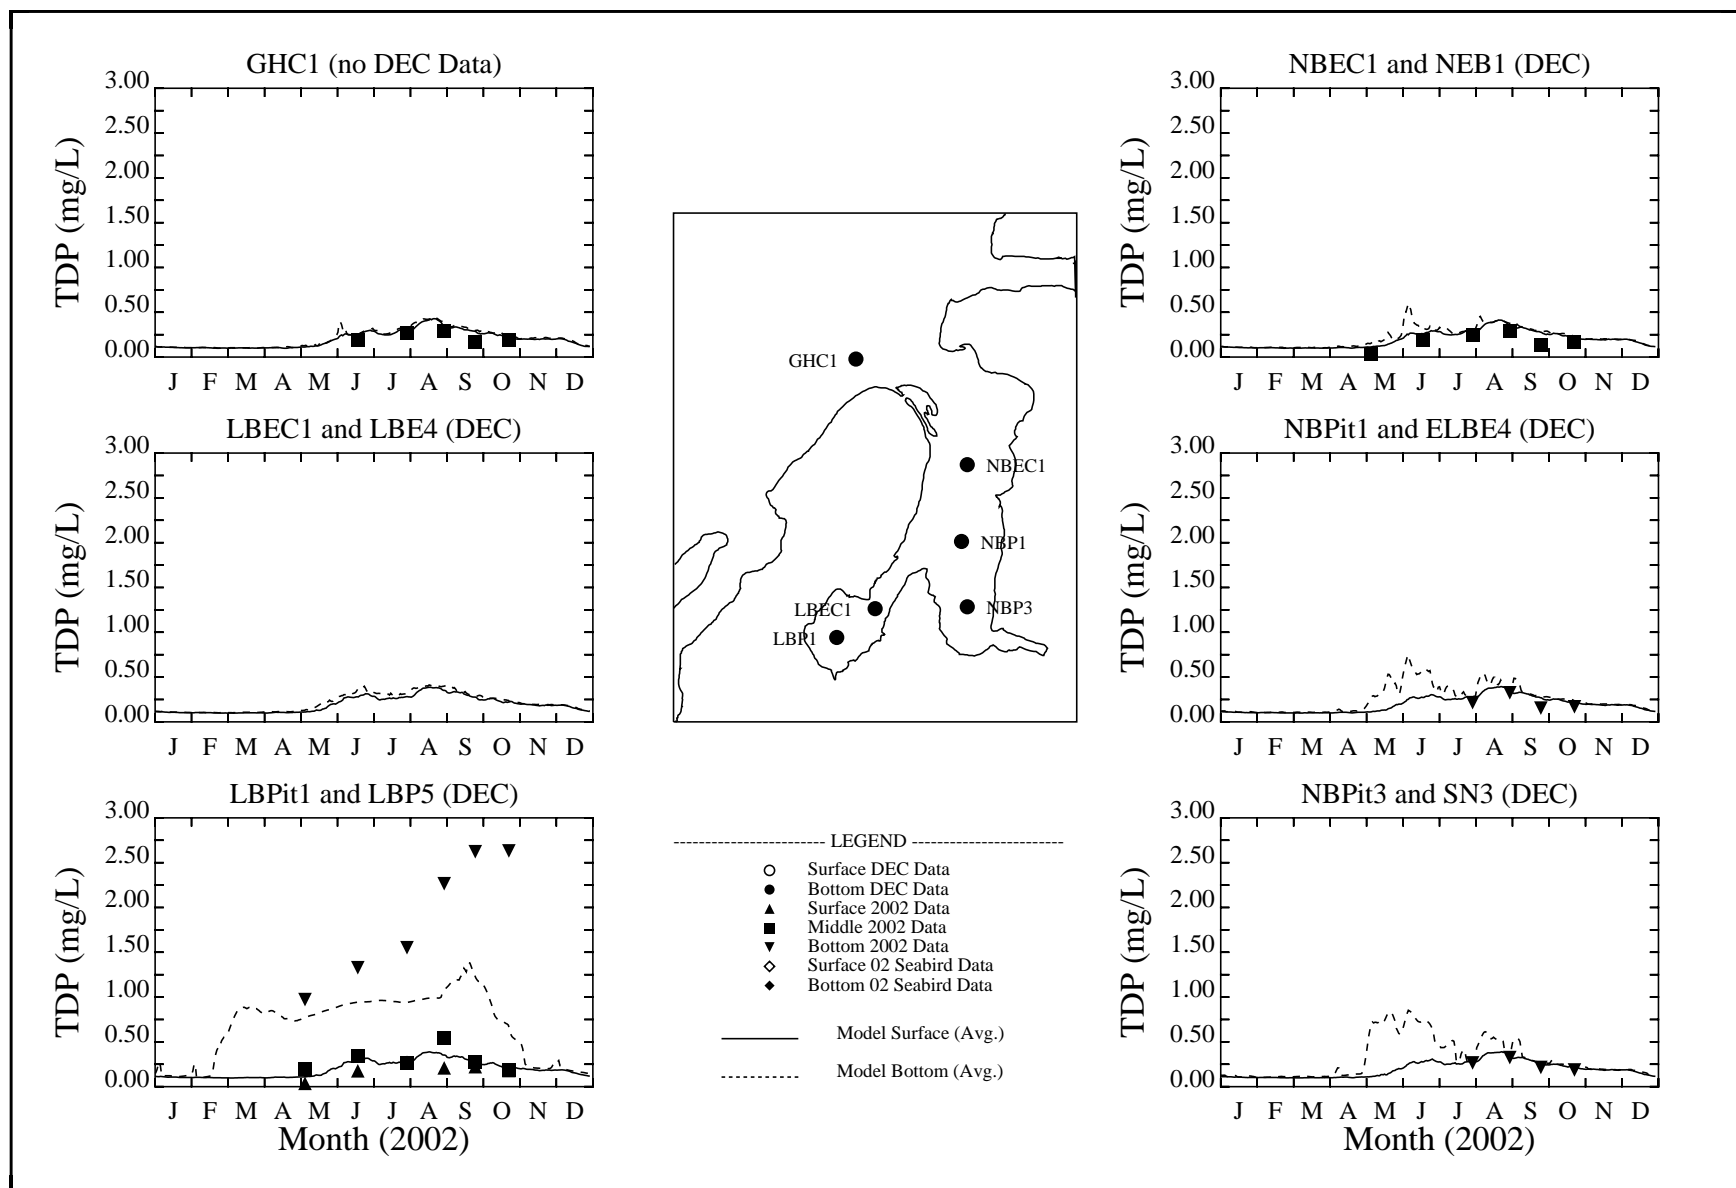 GHC1 (no DEC Data)
TDP (mg/L)
3.00
2.50
2.00
1.50
1.00
0.50
0.00
J F M A M J J A S O N D
LBEC1 and LBE4 (DEC)
TDP (mg/L)
3.00
2.50
2.00
1.50
1.00
0.50
0.00
J F M A M J J A S O N D
LBPit1 and LBP5 (DEC)
TDP (mg/L)
3.00
2.50
2.00
1.50
1.00
0.50
0.00
J F M A M J J A S O N D
Month (2002)
GHC1
NBEC1
NBP1
LBEC1
NBP3
LBP1
LEGEND
Surface DEC Data
Bottom DEC Data
Surface 2002 Data
Middle 2002 Data
Bottom 2002 Data
Surface 02 Seabird Data
Bottom 02 Seabird Data
Model Surface (Avg.)
Model Bottom (Avg.)
NBEC1 and NEB1 (DEC)
TDP (mg/L)
3.00
2.50
2.00
1.50
1.00
0.50
0.00
J F M A M J J A S O N D
NBPit1 and ELBE4 (DEC)
TDP (mg/L)
3.00
2.50
2.00
1.50
1.00
0.50
0.00
J F M A M J J A S O N D
NBPit3 and SN3 (DEC)
TDP (mg/L)
3.00
2.50
2.00
1.50
1.00
0.50
0.00
J F M A M J J A S O N D
Month (2002)